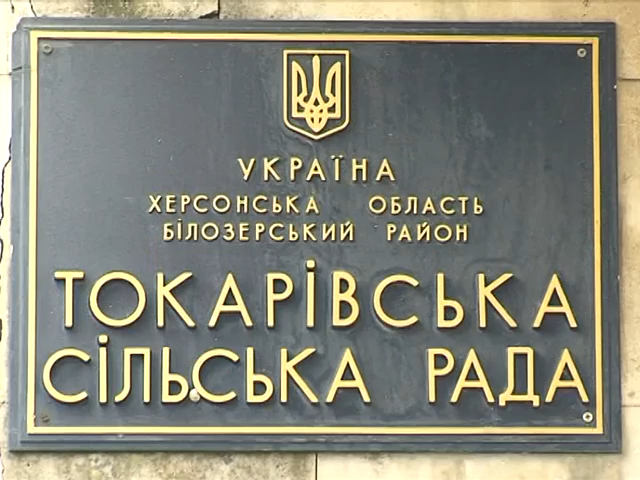 УКРАЇНА
ХЕРСОНСЬКА ОБЛАСТЬ
БІЛОЗЕРСЬКИЙ РАЙОН
ТОКАРІВСЬКА
СІЛЬСЬКА РАДА